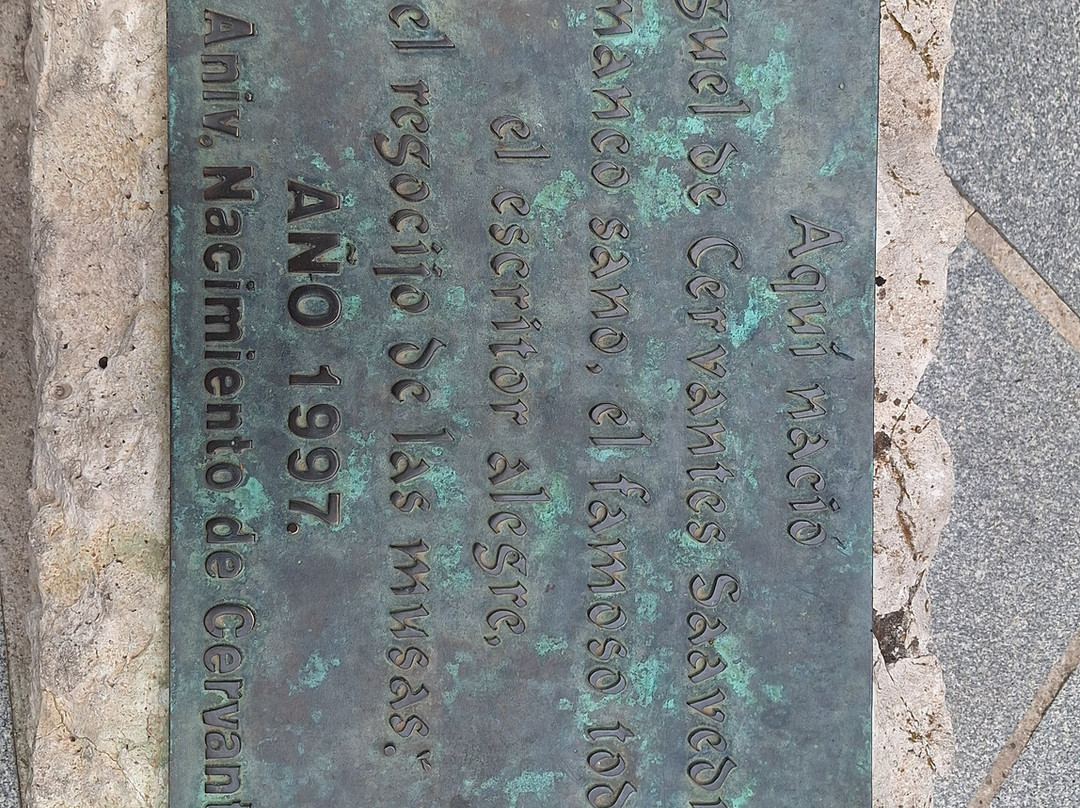 Aquí nació
guel de Cervantes Saavedr
manco sano, el famoso tod
el escritor alegre,
el regocijo de las musas."
AÑO 1997.
Aniv. Nacimiento de Cervant